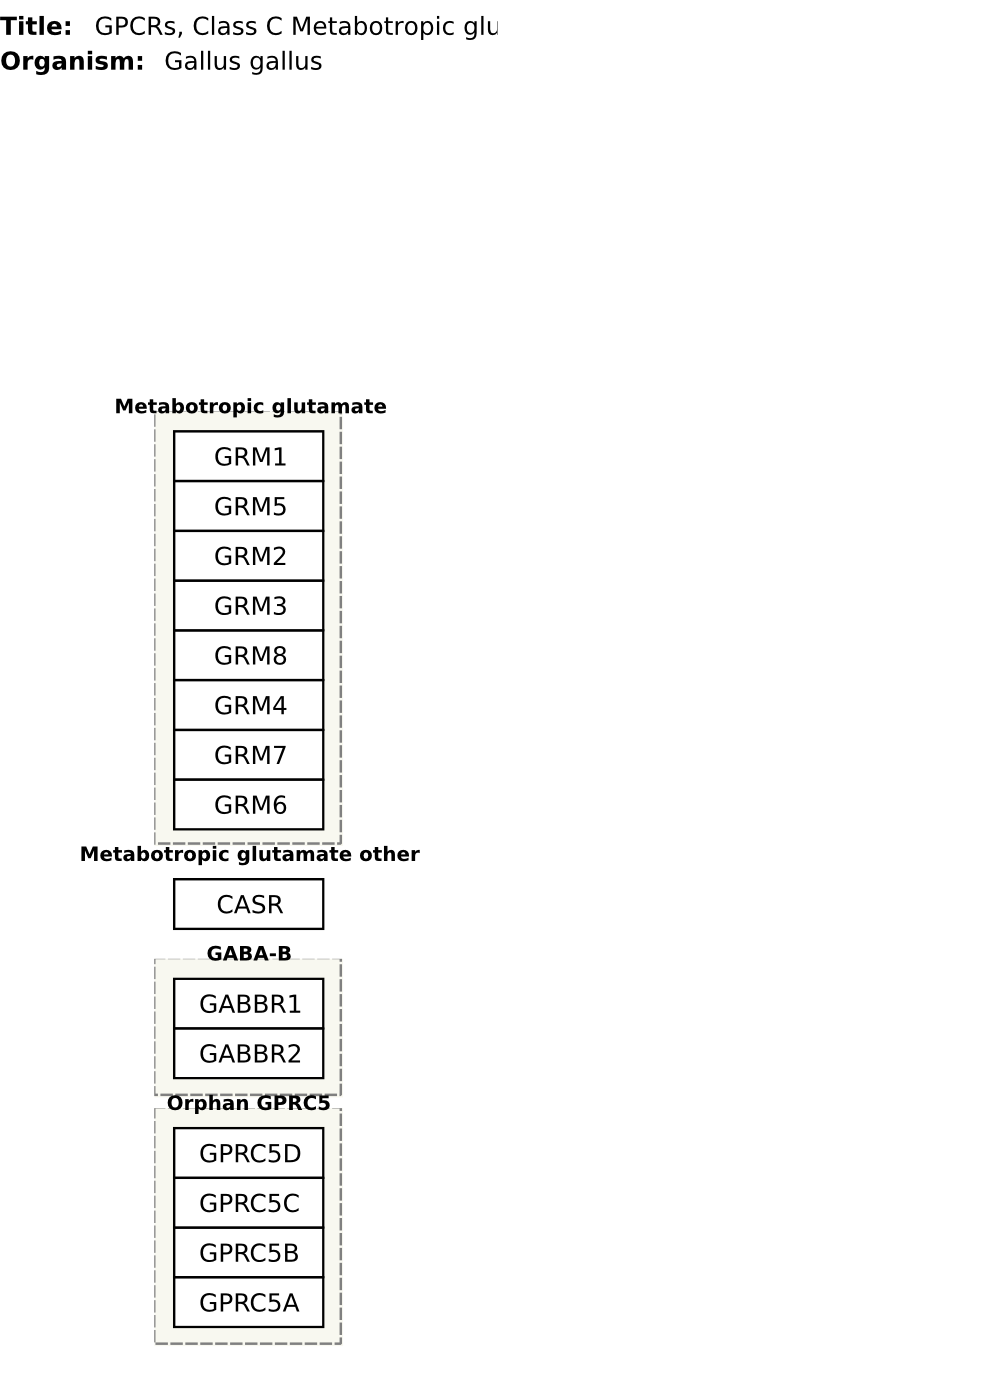 Title: GPCRs, Class C Metabotropic glu
Organism: Gallus gallus
Metabotropic glutamate
GRM1
GRM5
GRM2
GRM3
GRM8
GRM4
GRM7
GRM6
Metabotropic glutamate other
CASR
GABA-B
GABBR1
GABBR2
Orphan GPRC5
GPRC5D
GPRC5C
GPRC5B
GPRC5A